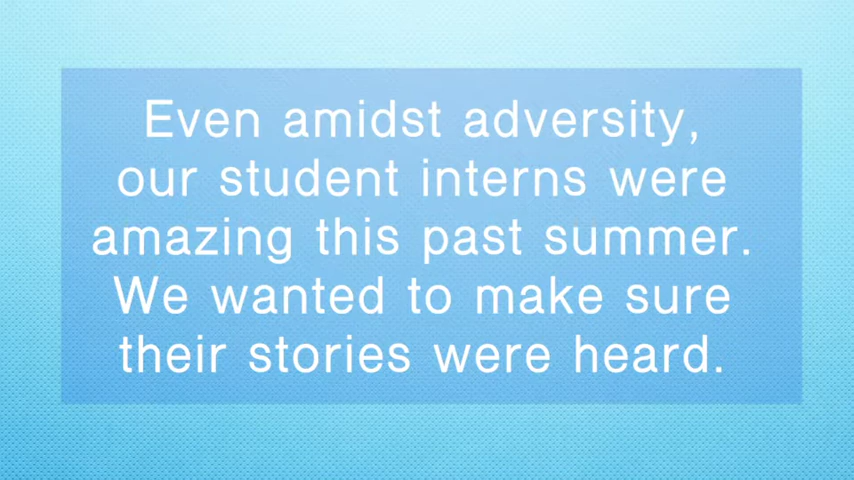 Even amidst adversity,
our student interns were
amazing this past summer.
We wanted to make sure
their stories were heard.